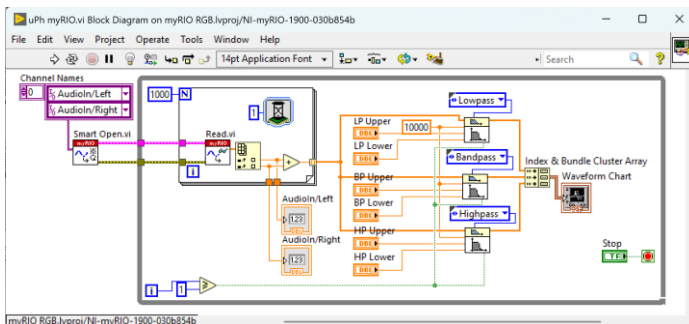 uPh myRIO.vi Block Diagram on myRIO RGB.lvproj/NI-myRIO-1900-030b854b
File Edit View Project Operate Tools Window Help
14pt Application Font
Search
Channel Names
0
AudioIn/Left
AudioIn/Right
Smart Open.vi
myRIO
1000 N
1
Read.vi
myRIO
i
AudioIn/Left
123
AudioIn/Right
123
LP Upper
DBL
10000
LP Lower
DBL
BP Upper
DBL
BP Lower
DBL
HP Upper
DBL
HP Lower
DBL
Lowpass
Bandpass
Highpass
Index & Bundle Cluster Array
Waveform Chart
Stop
TF
i
1
myRIO RGB.lvproj/NI-myRIO-1900-030b854b